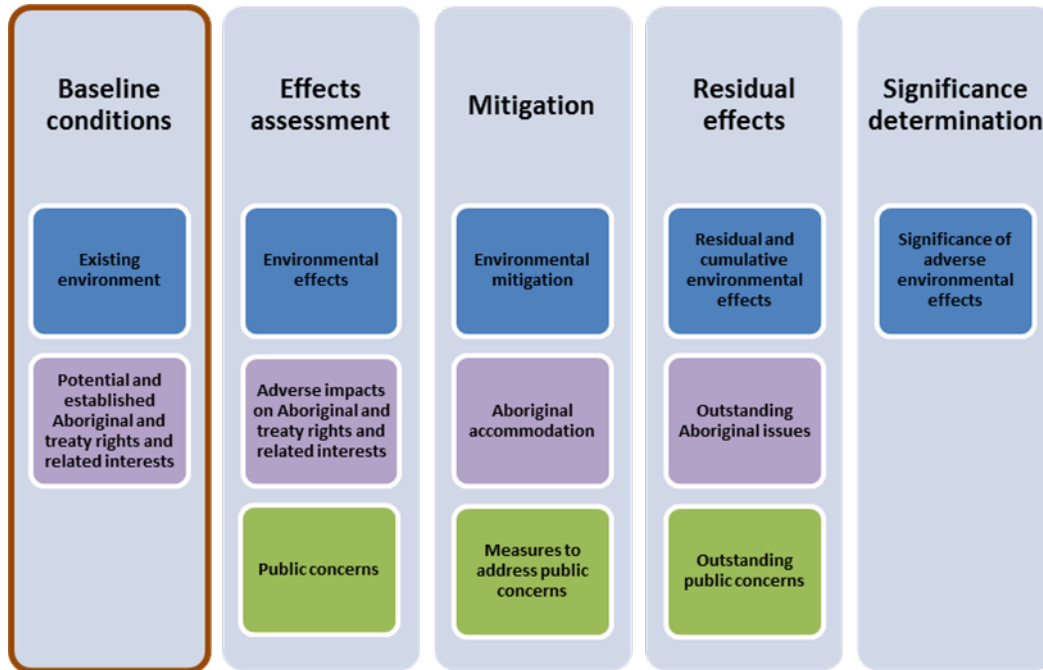 Baseline
conditions
Existing
environment
Potential and
established
Aboriginal and
treaty rights and
related interests
Effects
assessment
Environmental
effects
Adverse impacts
on Aboriginal and
treaty rights and
related interests
Public concerns
Mitigation
Environmental
mitigation
Aboriginal
accommodation
Measures to
address public
concerns
Residual
effects
Residual and
cumulative
environmental
effects
Outstanding
Aboriginal issues
Outstanding
public concerns
Significance
determination
Significance of
adverse
environmental
effects